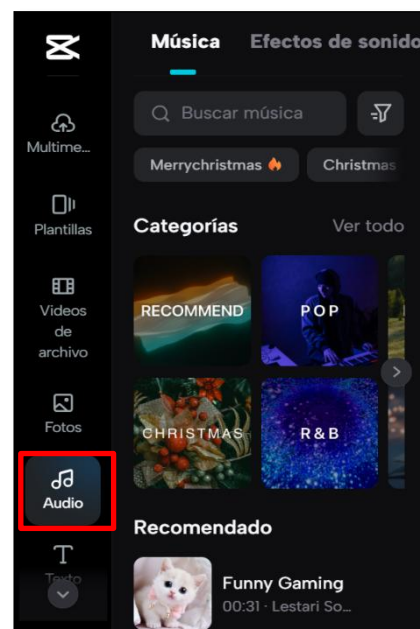 Música Efectos de sonido
Buscar música
Merrychristmas 🔥 Christmas
Multime...
Plantillas
Videos
de
archivo
Fotos
Audio
Texto
Categorías Ver todo
RECOMMEND POP
CHRISTMAS R&B
Recomendado
Funny Gaming
00:31 · Lestari So...